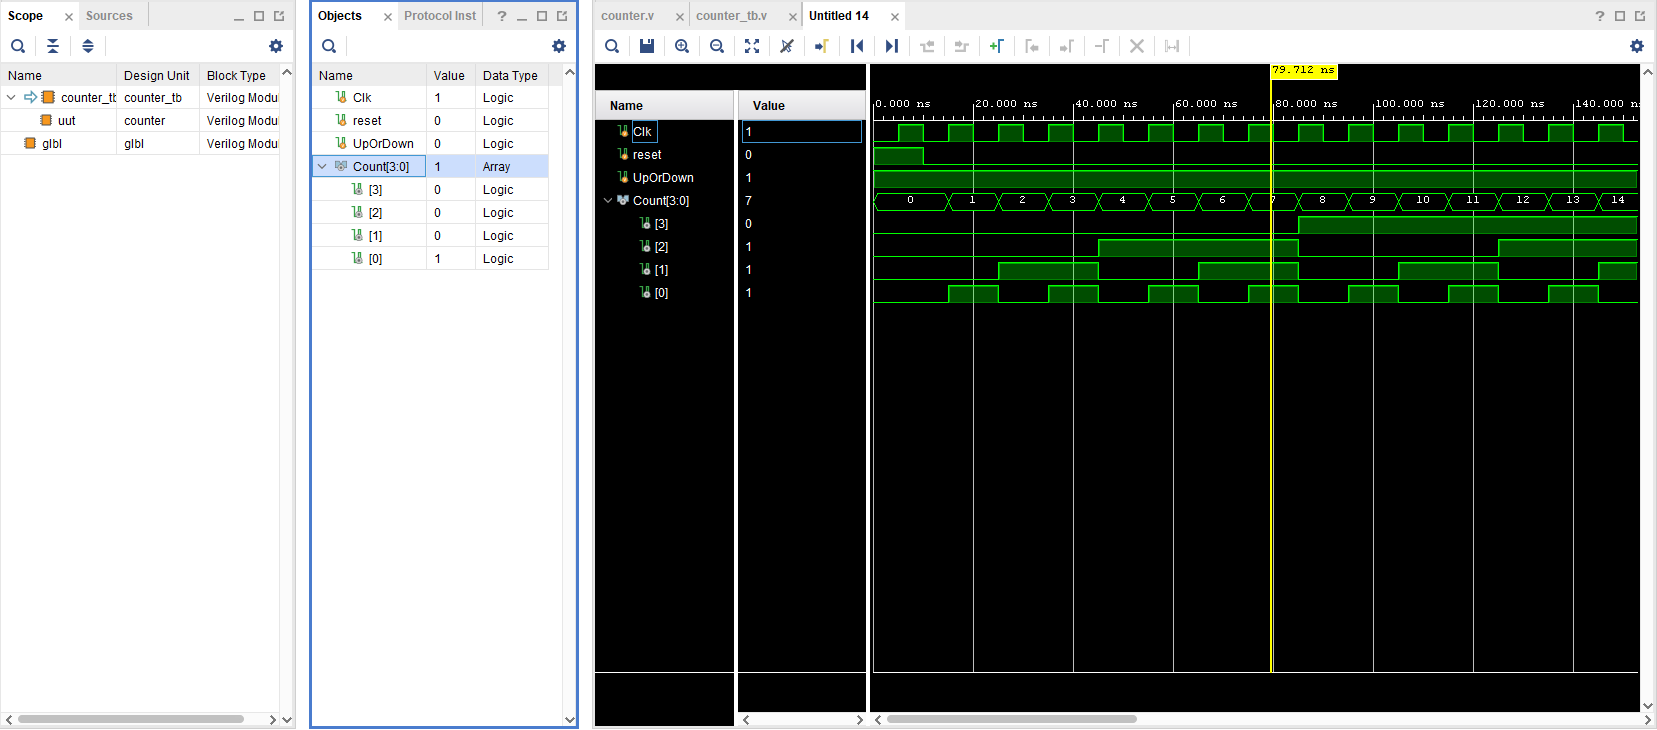 Scope
Sources
Name Design Unit Block Type
counter_tb counter_tb Verilog Modu
uut counter Verilog Modu
glbl glbl Verilog Modu
Objects
Protocol Inst
?
Name Value Data Type
Clk 1 Logic
reset 0 Logic
UpOrDown 0 Logic
Count[3:0] 1 Array
[3] 0 Logic
[2] 0 Logic
[1] 0 Logic
[0] 1 Logic
counter.v
counter_tb.v
Untitled 14
?
79.712 ns
Name Value
0.000 ns 20.000 ns 40.000 ns 60.000 ns 80.000 ns 100.000 ns 120.000 ns 140.000 n
Clk 1
reset 0
UpOrDown 1
Count[3:0] 7 0 1 2 3 4 5 6 7 8 9 10 11 12 13 14
[3] 0
[2] 1
[1] 1
[0] 1